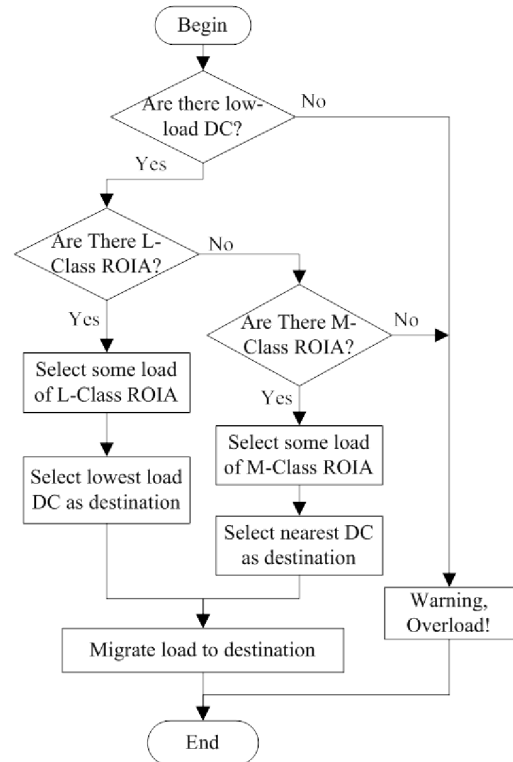 Begin
Are there low-
load DC?
No
Yes
Are There L-
Class ROIA?
No
Yes
Are There M-
Class ROIA?
No
Yes
Select some load
of L-Class ROIA
Select some load
of M-Class ROIA
Select lowest load
DC as destination
Select nearest DC
as destination
Warning,
Overload!
Migrate load to destination
End